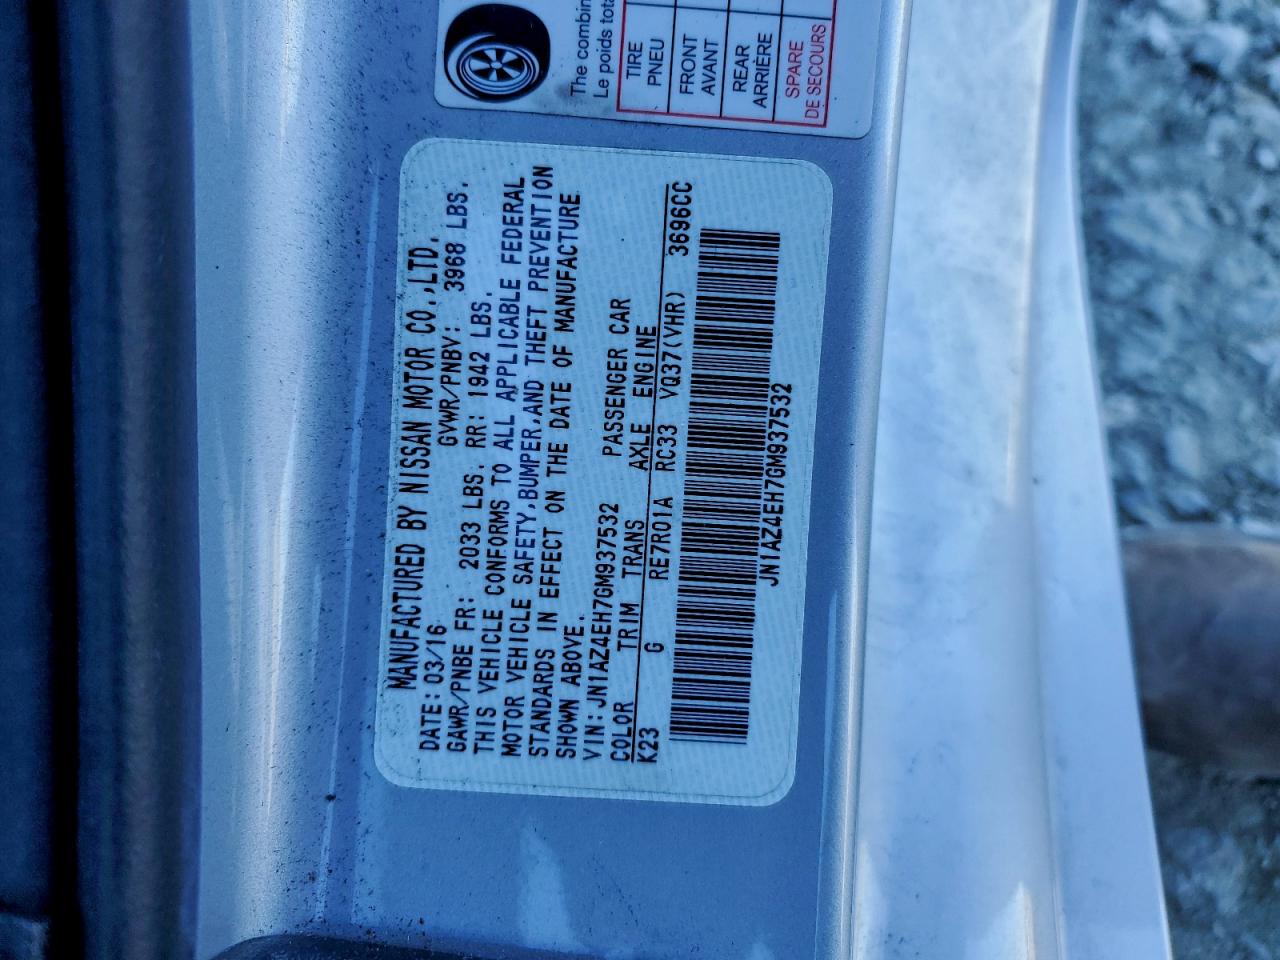 The combin
Le poids tota
TIRE
PNEU
FRONT
AVANT
REAR
ARRIÈRE
SPARE
DE SECOURS
MANUFACTURED BY NISSAN MOTOR CO.,LTD.
DATE: 03/16 GVWR/PNBV: 3968 LBS.
GAWR/PNBE FR: 2033 LBS. RR: 1942 LBS.
THIS VEHICLE CONFORMS TO ALL APPLICABLE FEDERAL
MOTOR VEHICLE SAFETY,BUMPER,AND THEFT PREVENTION
STANDARDS IN EFFECT ON THE DATE OF MANUFACTURE
SHOWN ABOVE.
VIN:JN1AZ4EH7GM937532 PASSENGER CAR
COLOR TRIM TRANS AXLE ENGINE
K23 G RE7R01A RC33 VQ37(VHR) 3696CC
JN1AZ4EH7GM937532